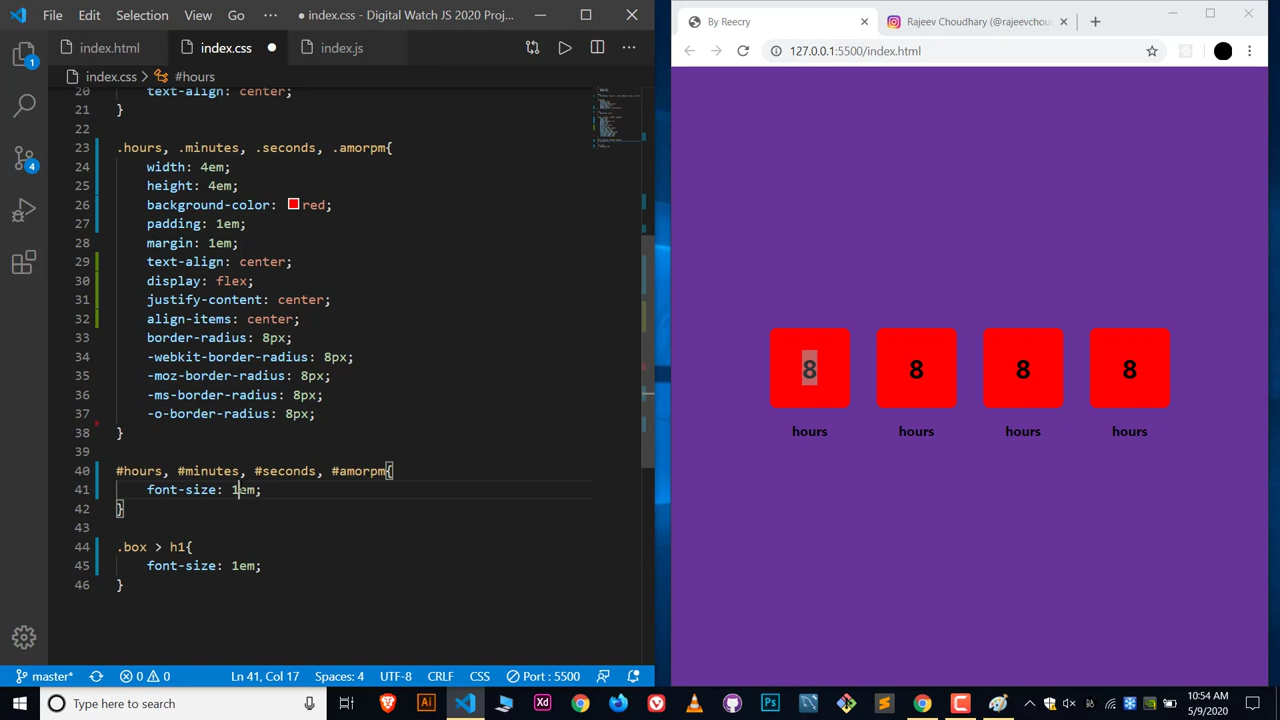 File Edit Selection View Go ··· ● index.css - Digital Watch JS 2020 Proj...
index.html index.css ● index.js
index.css > #hours
20 text-align: center;
21 }
22
23 .hours, .minutes, .seconds, .amorpm{
24 width: 4em;
25 height: 4em;
26 background-color: red;
27 padding: 1em;
28 margin: 1em;
29 text-align: center;
30 display: flex;
31 justify-content: center;
32 align-items: center;
33 border-radius: 8px;
34 -webkit-border-radius: 8px;
35 -moz-border-radius: 8px;
36 -ms-border-radius: 8px;
37 -o-border-radius: 8px;
38 }
39
40 #hours, #minutes, #seconds, #amorpm{
41 font-size: 1em;
42 }
43
44 .box > h1{
45 font-size: 1em;
46 }
1
4
master* 0 0 Ln 41, Col 17 Spaces: 4 UTF-8 CRLF CSS Port : 5500
By Reecry Rajeev Choudhary (@rajeevchou
127.0.0.1:5500/index.html
8 8 8 8
hours hours hours hours
Type here to search
Ai Xd Ps
10:54 AM
5/9/2020